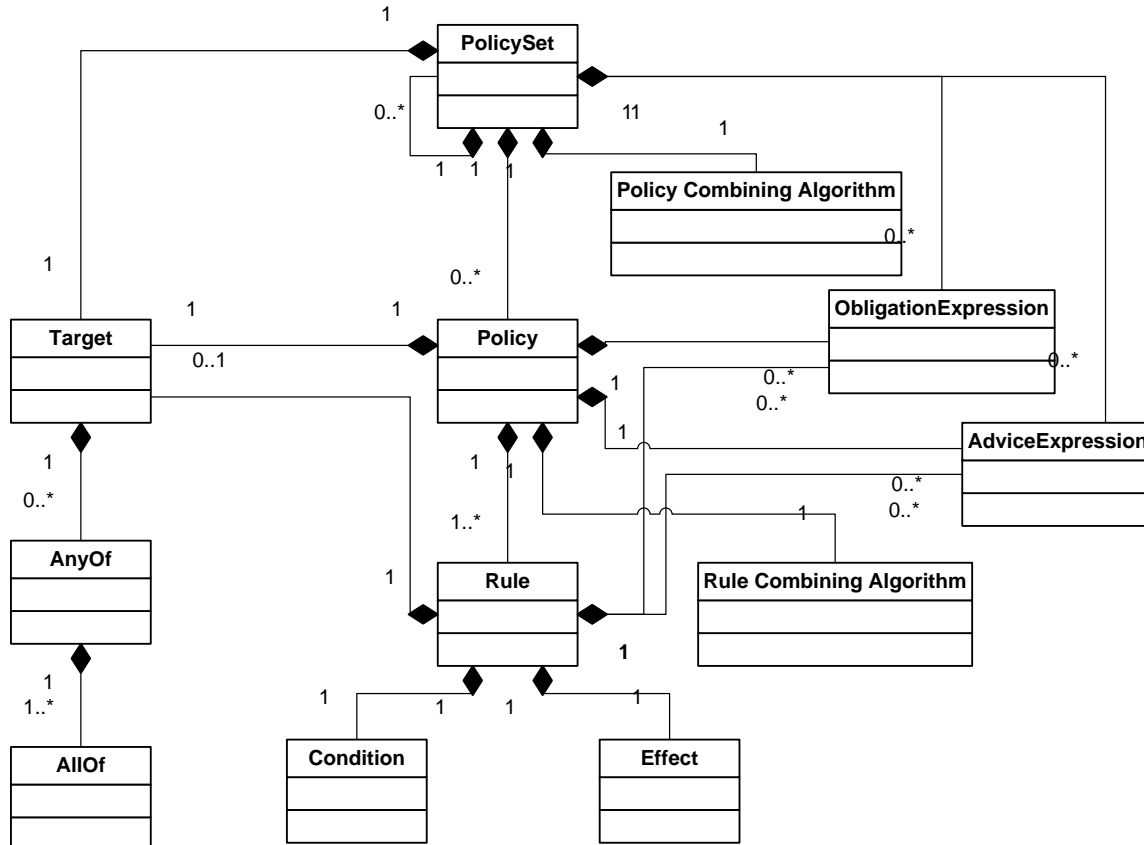 1
PolicySet
0..*
11
1
1
1
1
Policy Combining Algorithm
0..*
1
0..*
1
1
ObligationExpression
Target
Policy
0..1
0..*
0..*
1
0..*
1
AdviceExpression
1
1
1
0..*
0..*
0..*
1..*
1
AnyOf
Rule
Rule Combining Algorithm
1
1
1
1..*
1
1
1
1
AllOf
Condition
Effect